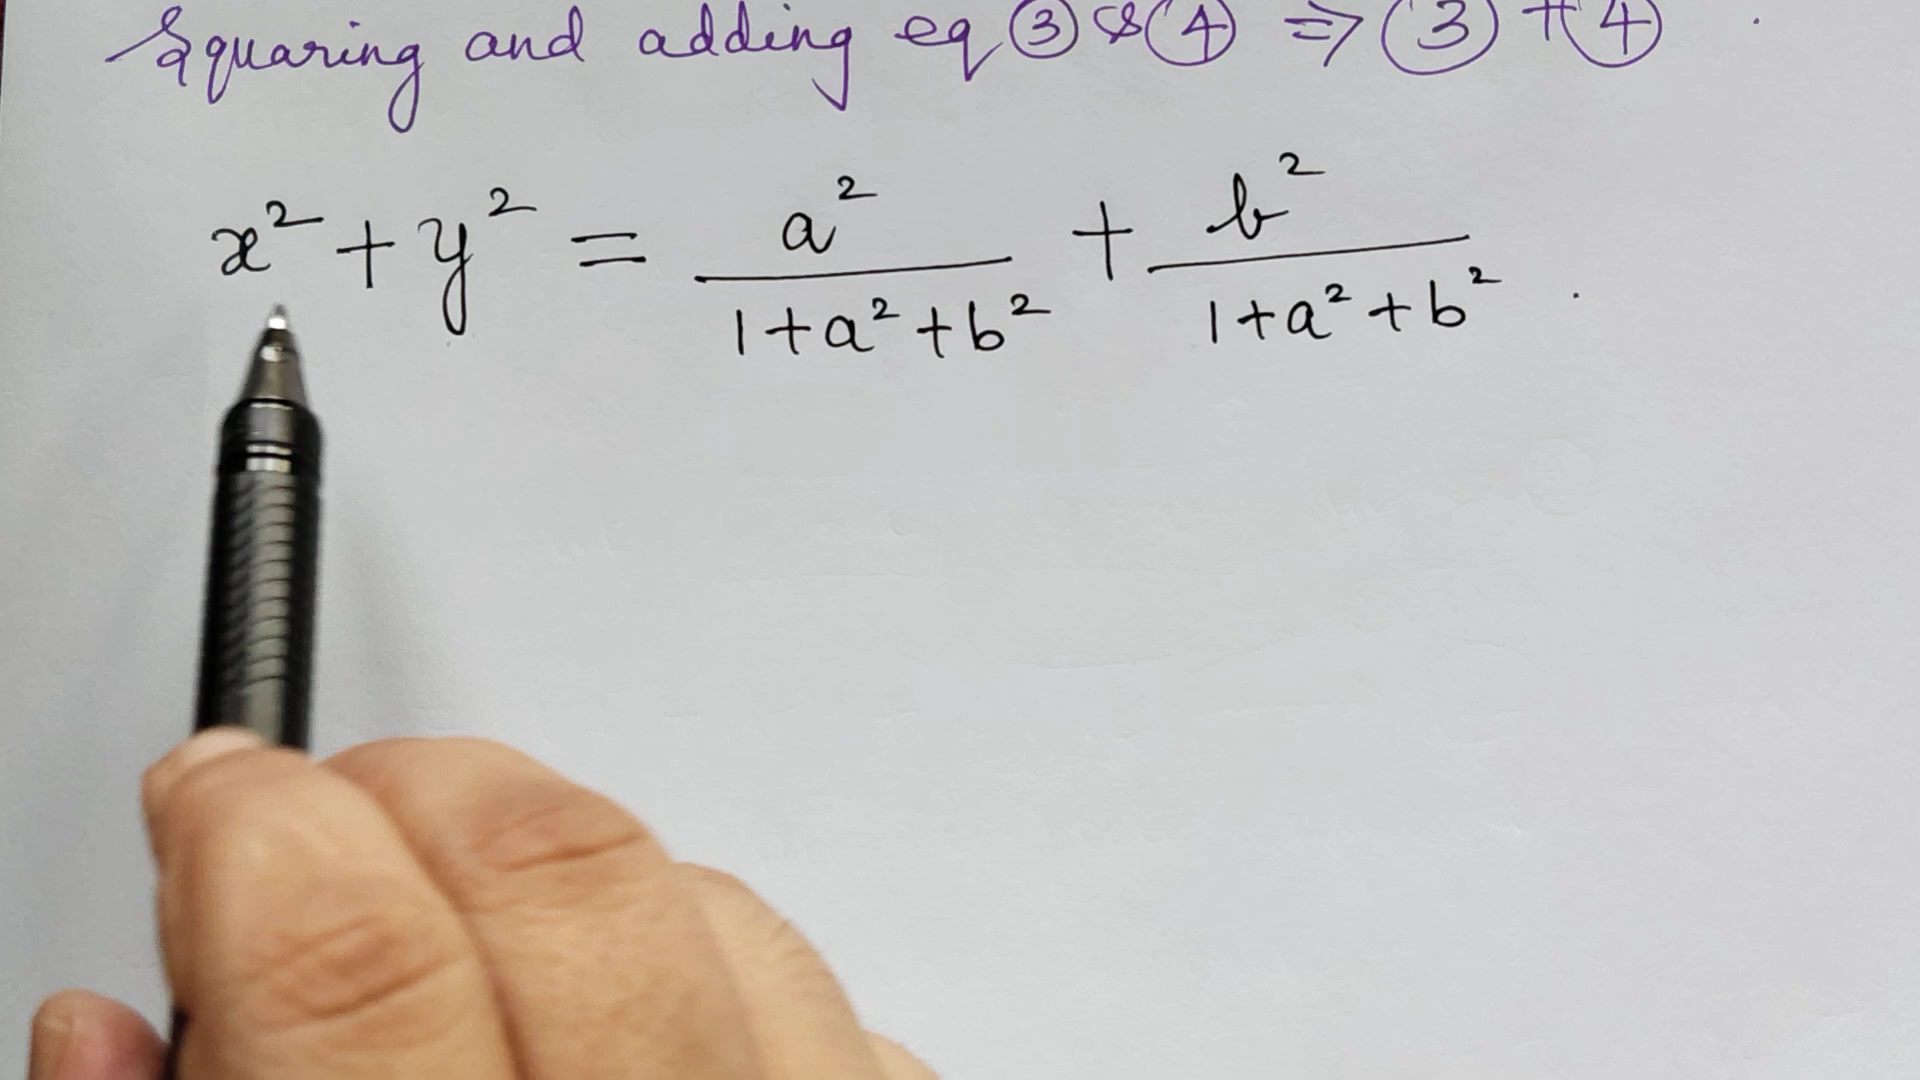 Squaring and adding eq ③ & ④ ⇒ ③ + ④
x² + y² = a²/(1+a²+b²) + b²/(1+a²+b²) .